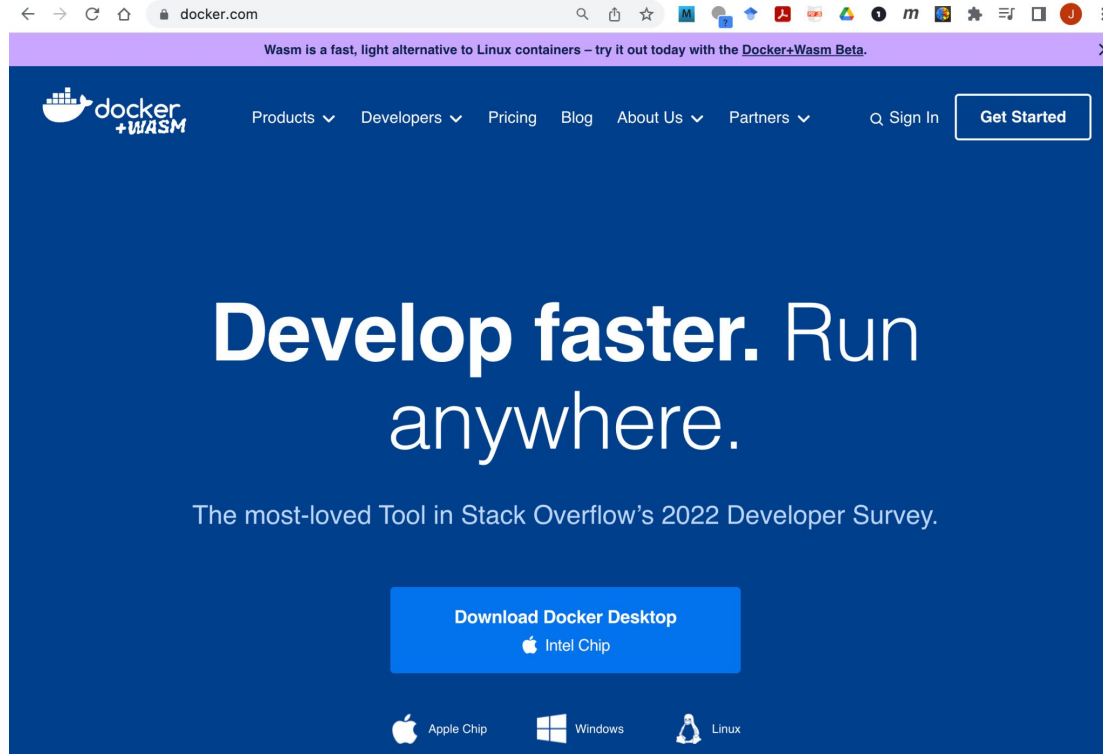 docker.com
Wasm is a fast, light alternative to Linux containers – try it out today with the Docker+Wasm Beta.
docker
+WASM
Products
Developers
Pricing
Blog
About Us
Partners
Sign In
Get Started
Develop faster. Run
anywhere.
The most-loved Tool in Stack Overflow’s 2022 Developer Survey.
Download Docker Desktop
Intel Chip
Apple Chip
Windows
Linux